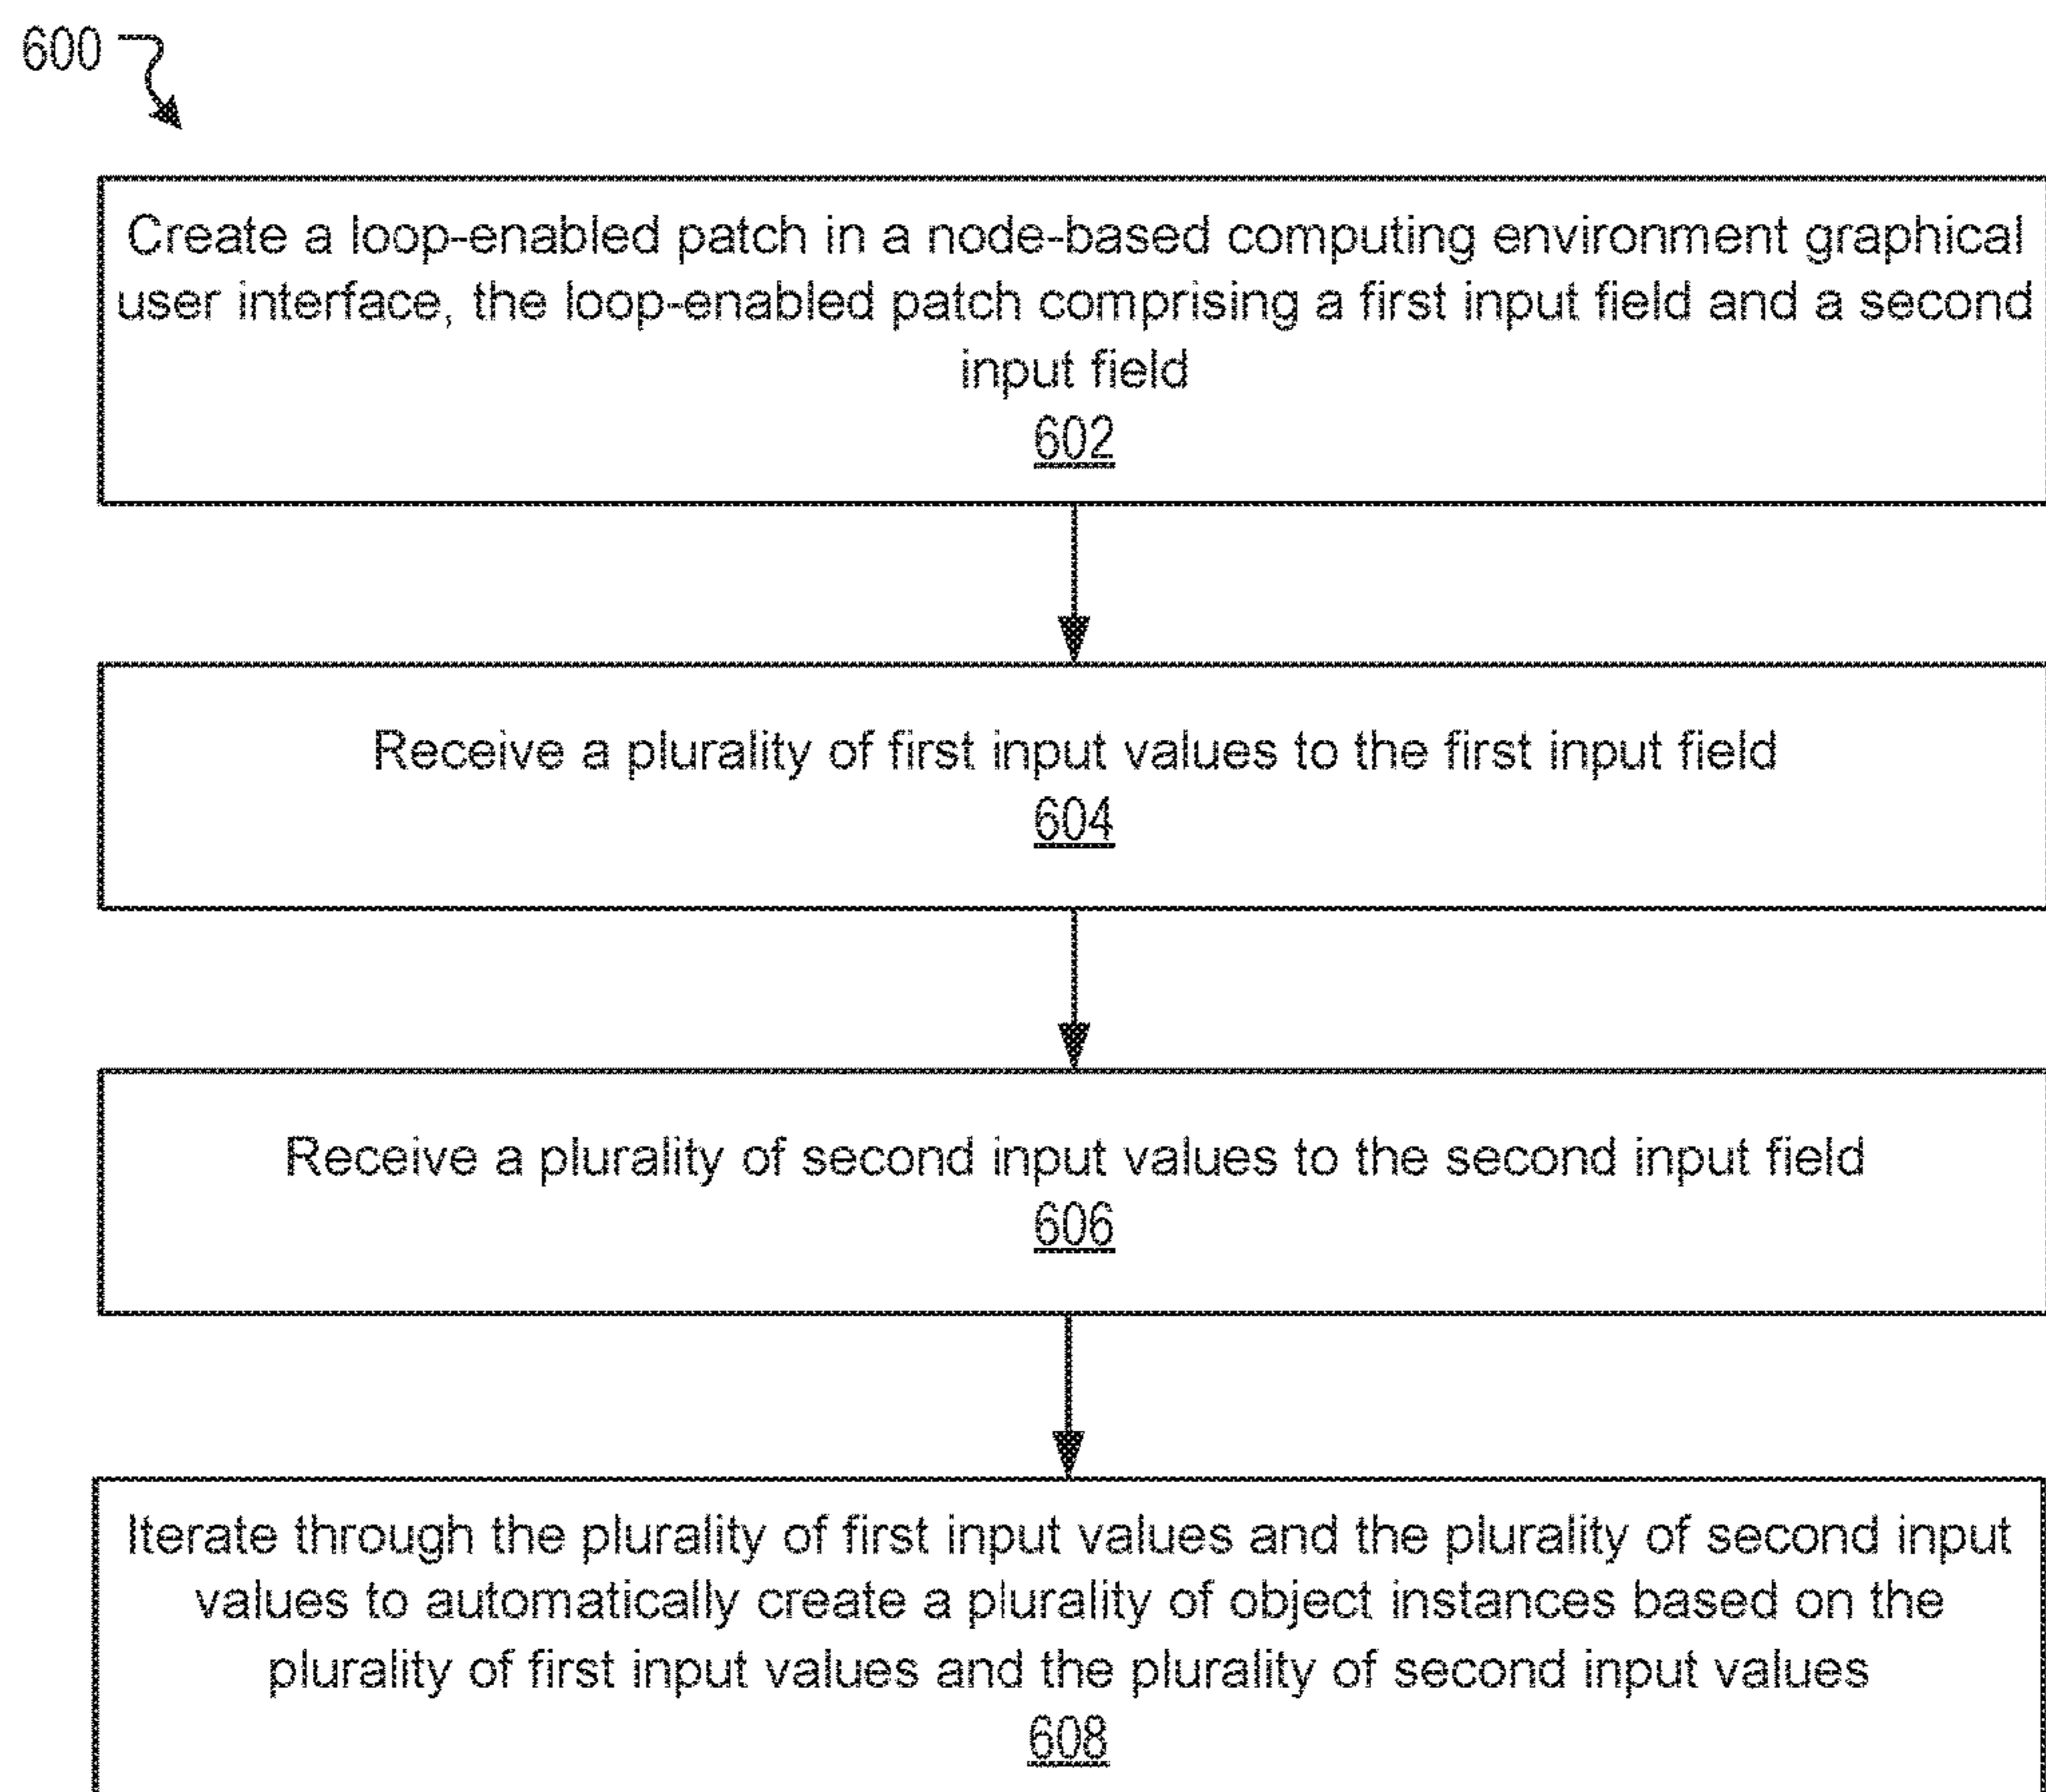 600
Create a loop-enabled patch in a node-based computing environment graphical
user interface, the loop-enabled patch comprising a first input field and a second
input field
602
Receive a plurality of first input values to the first input field
604
Receive a plurality of second input values to the second input field
606
Iterate through the plurality of first input values and the plurality of second input
values to automatically create a plurality of object instances based on the
plurality of first input values and the plurality of second input values
608